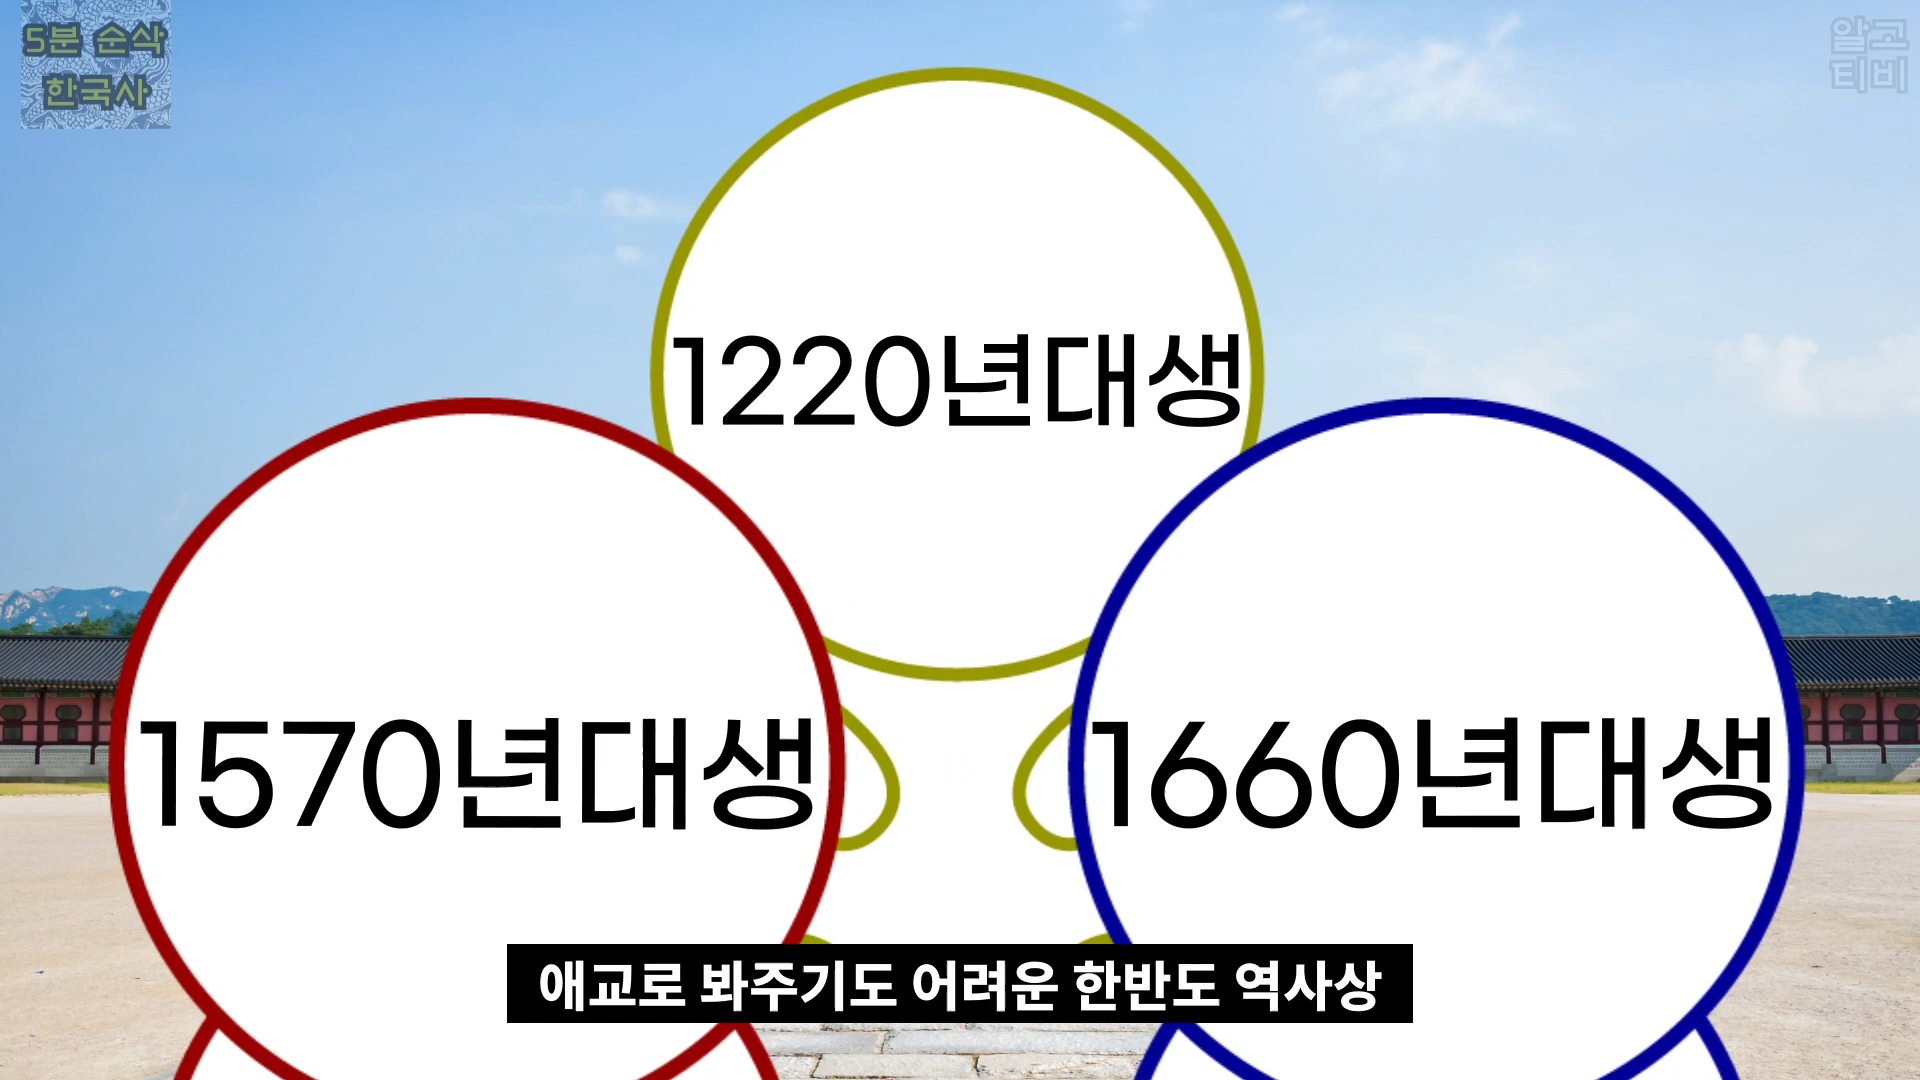 5분 순삭
한국사
알고
티비
1220년대생
1570년대생
1660년대생
애교로 봐주기도 어려운 한반도 역사상